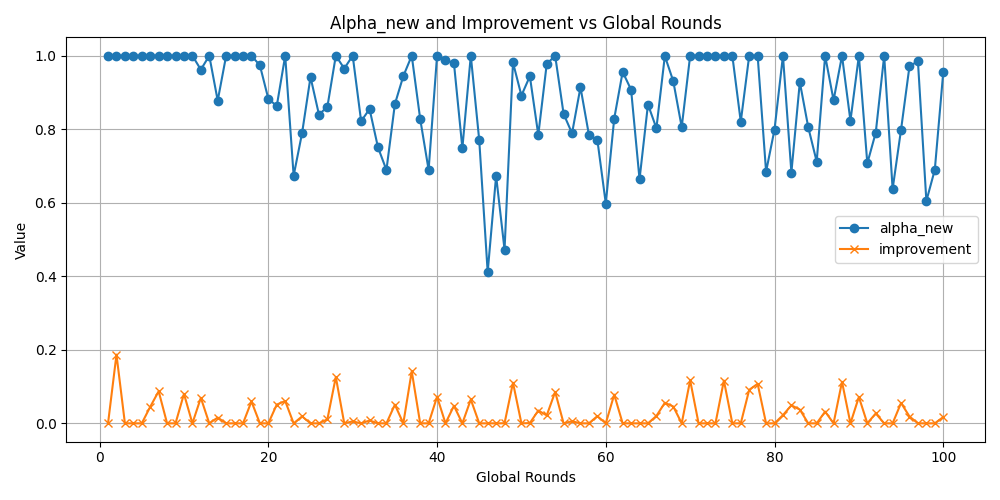 Alpha_new and Improvement vs Global Rounds
1.0
0.8
0.6
0.4
0.2
0.0
Value
alpha_new
improvement
0 20 40 60 80 100
Global Rounds